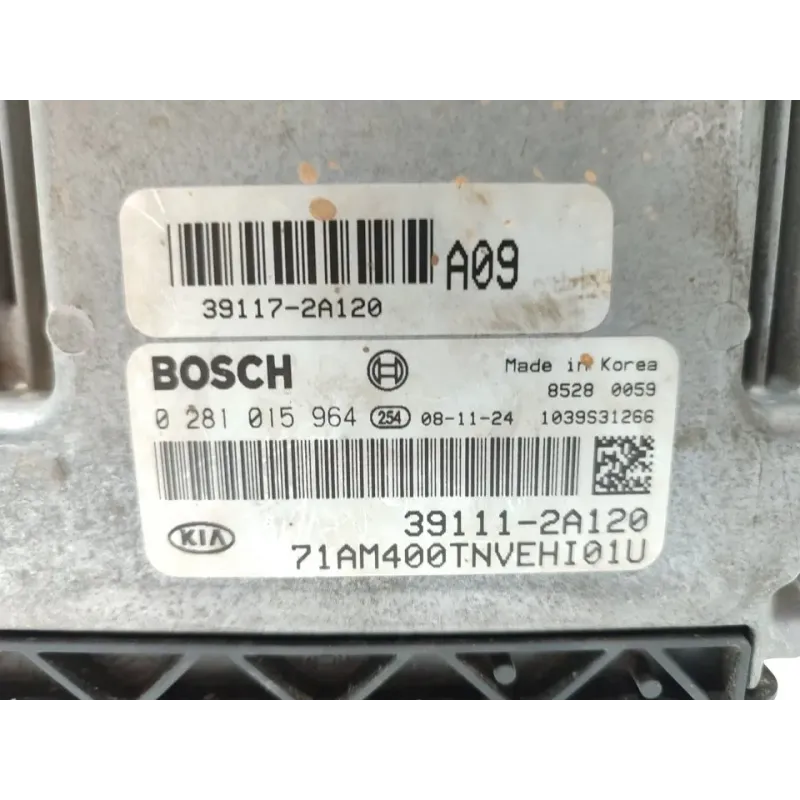 A09
39117-2A120
BOSCH
Made in Korea
8528 0059
0 281 015 964 254 08-11-24 1039S31266
39111-2A120
KIA
71AM400TNVEHI01U